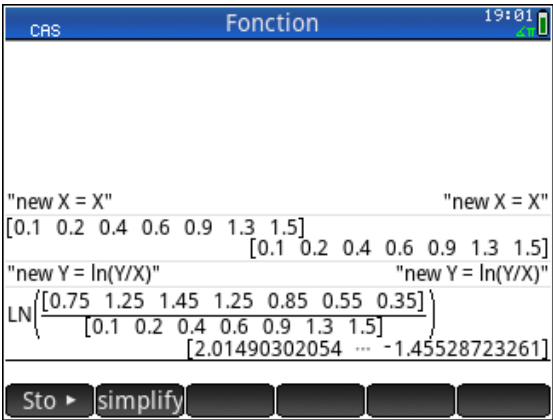 CAS Fonction 19:01
∡π
"new X = X" "new X = X"
[0.1 0.2 0.4 0.6 0.9 1.3 1.5]
[0.1 0.2 0.4 0.6 0.9 1.3 1.5]
"new Y = ln(Y/X)" "new Y = ln(Y/X)"
LN([0.75 1.25 1.45 1.25 0.85 0.55 0.35]
[0.1 0.2 0.4 0.6 0.9 1.3 1.5])
[2.01490302054 ··· -1.45528723261]
Sto ► simplify